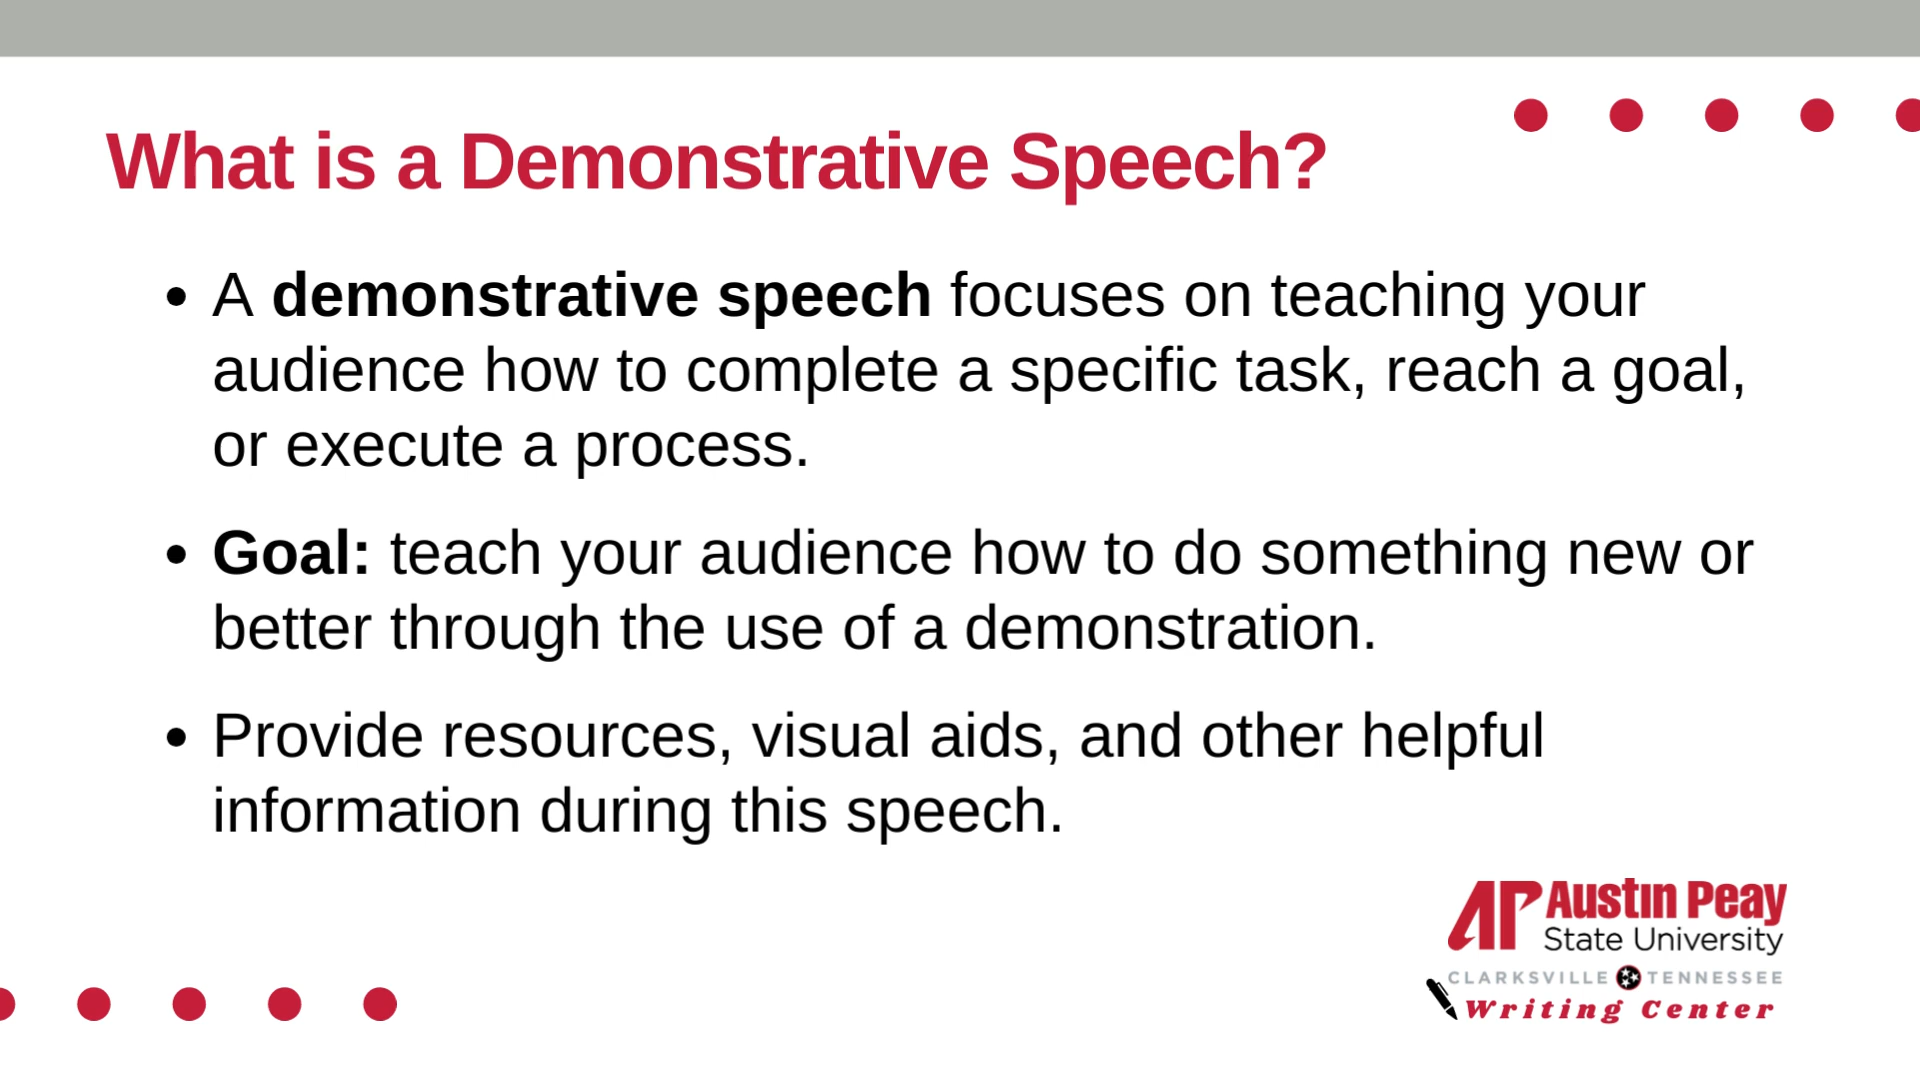 What is a Demonstrative Speech?
• A demonstrative speech focuses on teaching your
audience how to complete a specific task, reach a goal,
or execute a process.
• Goal: teach your audience how to do something new or
better through the use of a demonstration.
• Provide resources, visual aids, and other helpful
information during this speech.
AP Austin Peay
State University
CLARKSVILLE TENNESSEE
Writing Center